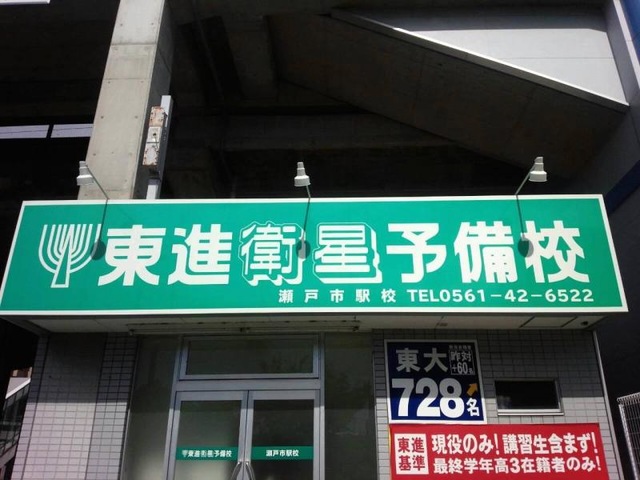 東進衛星予備校
瀬戸市駅校 TEL0561-42-6522
東大
昨対
+60名
728名
東進衛星予備校
瀬戸市駅校
東進
基準
現役のみ!講習生含まず!
最終学年高3在籍者のみ!